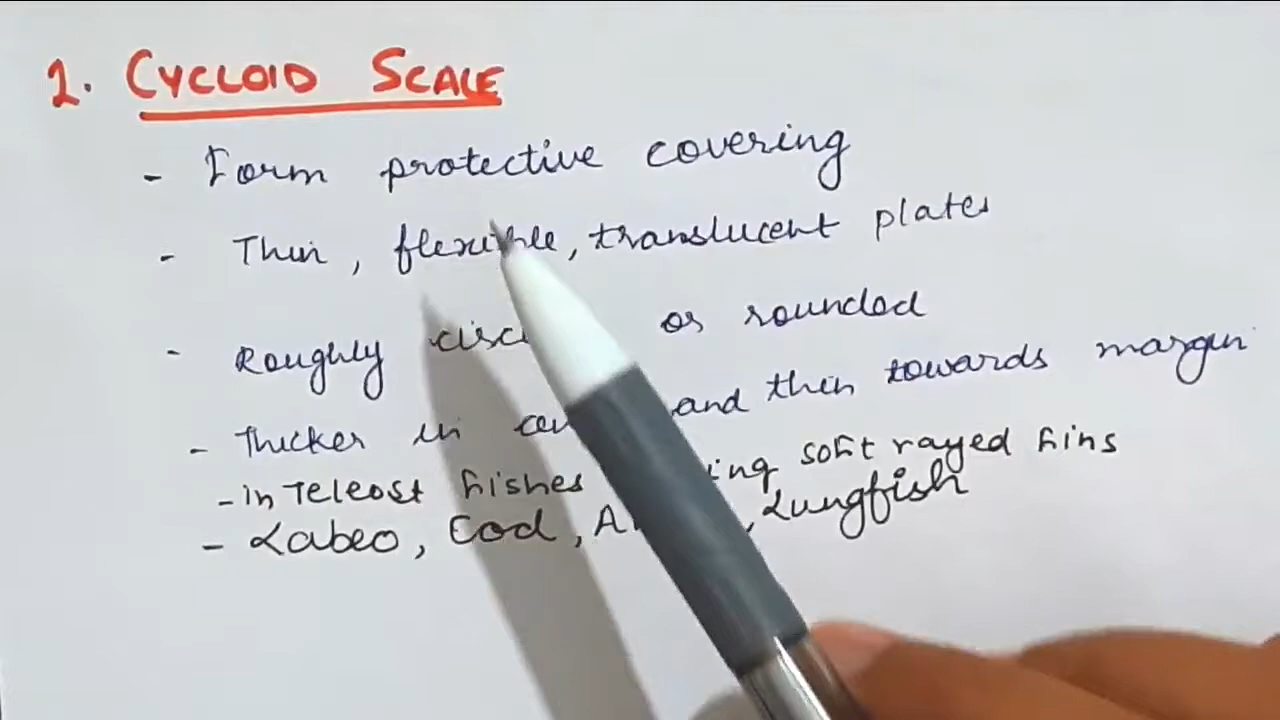 1. CYCLOID SCALE
- Form protective covering
- Thin, flexible, translucent plates
- Roughly or rounded
- Thicker in and thin towards margin
- in Teleost fishes soft rayed fins
- Labeo, Cod, , Lungfish